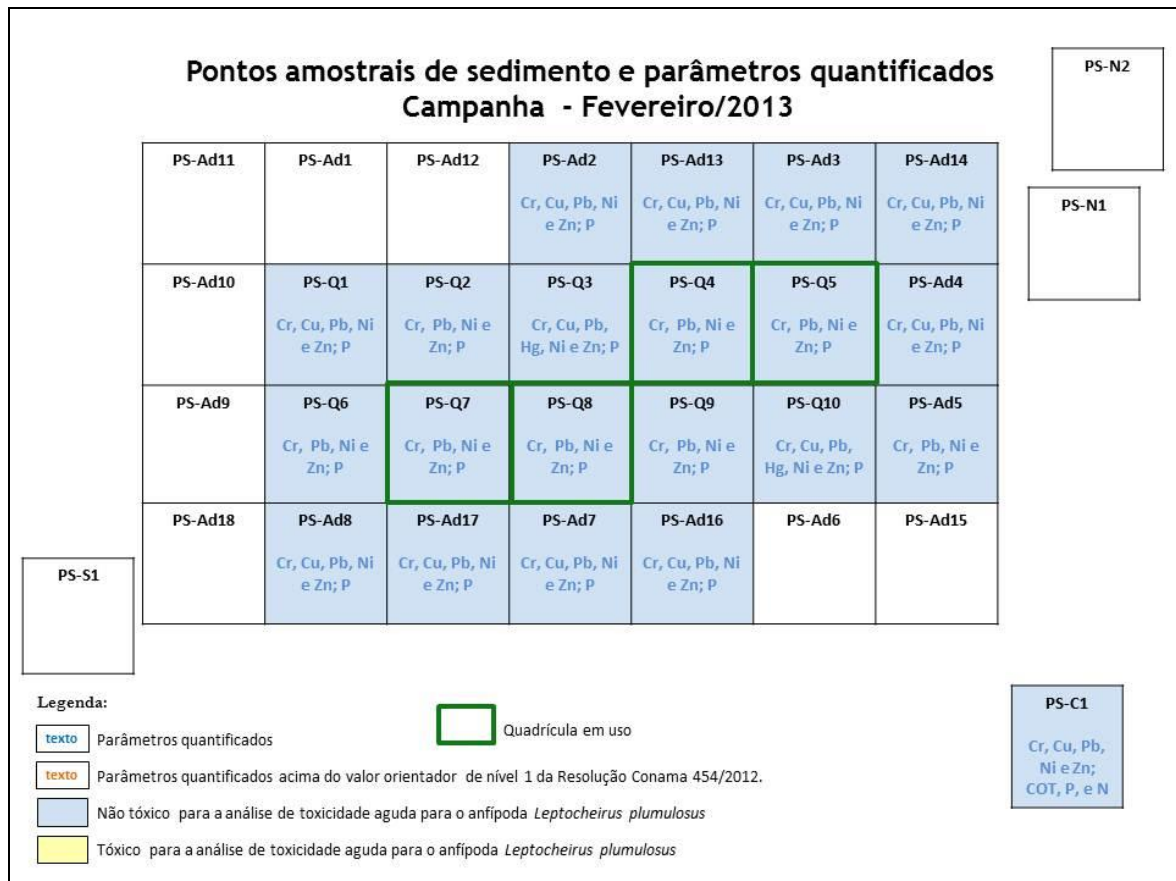 Pontos amostrais de sedimento e parâmetros quantificados
Campanha - Fevereiro/2013
PS-N2
PS-N1
PS-Ad11
PS-Ad1
PS-Ad12
PS-Ad2
Cr, Cu, Pb, Ni
e Zn; P
PS-Ad13
Cr, Cu, Pb, Ni
e Zn; P
PS-Ad3
Cr, Cu, Pb, Ni
e Zn; P
PS-Ad14
Cr, Cu, Pb, Ni
e Zn; P
PS-Ad10
PS-Q1
Cr, Cu, Pb, Ni
e Zn; P
PS-Q2
Cr, Pb, Ni e
Zn; P
PS-Q3
Cr, Cu, Pb,
Hg, Ni e Zn; P
PS-Q4
Cr, Pb, Ni e
Zn; P
PS-Q5
Cr, Pb, Ni e
Zn; P
PS-Ad4
Cr, Cu, Pb, Ni
e Zn; P
PS-Ad9
PS-Q6
Cr, Pb, Ni e
Zn; P
PS-Q7
Cr, Pb, Ni e
Zn; P
PS-Q8
Cr, Pb, Ni e
Zn; P
PS-Q9
Cr, Pb, Ni e
Zn; P
PS-Q10
Cr, Cu, Pb,
Hg, Ni e Zn; P
PS-Ad5
Cr, Pb, Ni e
Zn; P
PS-Ad18
PS-Ad8
Cr, Cu, Pb, Ni
e Zn; P
PS-Ad17
Cr, Cu, Pb, Ni
e Zn; P
PS-Ad7
Cr, Cu, Pb, Ni
e Zn; P
PS-Ad16
Cr, Cu, Pb, Ni
e Zn; P
PS-Ad6
PS-Ad15
PS-S1
PS-C1
Cr, Cu, Pb,
Ni e Zn;
COT, P, e N
Legenda:
texto Parâmetros quantificados
Quadrícula em uso
texto Parâmetros quantificados acima do valor orientador de nível 1 da Resolução Conama 454/2012.
Não tóxico para a análise de toxicidade aguda para o anfípoda Leptocheirus plumulosus
Tóxico para a análise de toxicidade aguda para o anfípoda Leptocheirus plumulosus